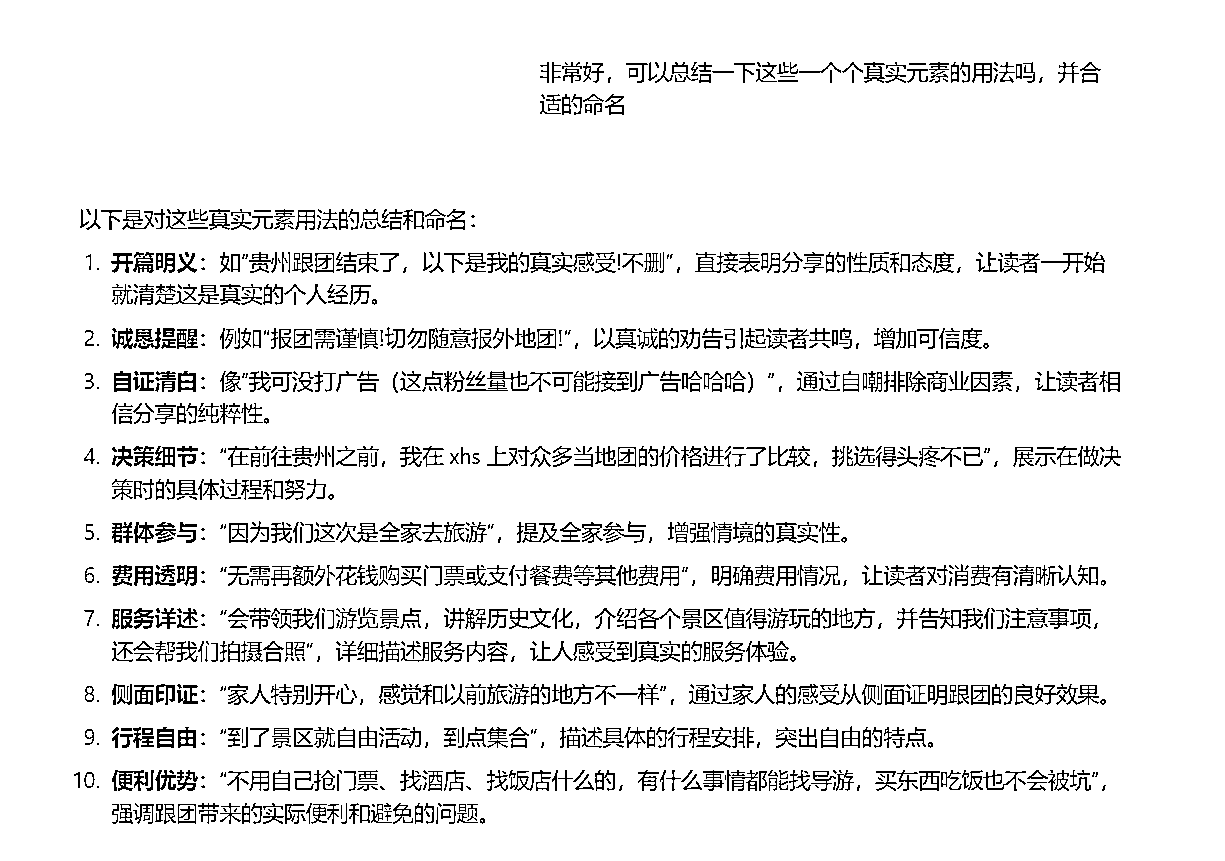 非常好，可以总结一下这些一个个真实元素的用法吗，并合
适的命名
以下是对这些真实元素用法的总结和命名：
1. 开篇明义：如"贵州跟团结束了，以下是我的真实感受!不删"，直接表明分享的性质和态度，让读者一开始
就清楚这是真实的个人经历。
2. 诚恳提醒：例如"报团需谨慎!切勿随意报外地团!"，以真诚的劝告引起读者共鸣，增加可信度。
3. 自证清白：像"我可没打广告（这点粉丝量也不可能接到广告哈哈哈）"，通过自嘲排除商业因素，让读者相
信分享的纯粹性。
4. 决策细节："在前往贵州之前，我在 xhs 上对众多当地团的价格进行了比较，挑选得头疼不已"，展示在做决
策时的具体过程和努力。
5. 群体参与："因为我们这次是全家去旅游"，提及全家参与，增强情境的真实性。
6. 费用透明："无需再额外花钱购买门票或支付餐费等其他费用"，明确费用情况，让读者对消费有清晰认知。
7. 服务详述："会带领我们游览景点，讲解历史文化，介绍各个景区值得游玩的地方，并告知我们注意事项，
还会帮我们拍摄合照"，详细描述服务内容，让人感受到真实的服务体验。
8. 侧面印证："家人特别开心，感觉和以前旅游的地方不一样"，通过家人的感受从侧面证明跟团的良好效果。
9. 行程自由："到了景区就自由活动，到点集合"，描述具体的行程安排，突出自由的特点。
10. 便利优势："不用自己抢门票、找酒店、找饭店什么的，有什么事情都能找导游，买东西吃饭也不会被坑"，
强调跟团带来的实际便利和避免的问题。